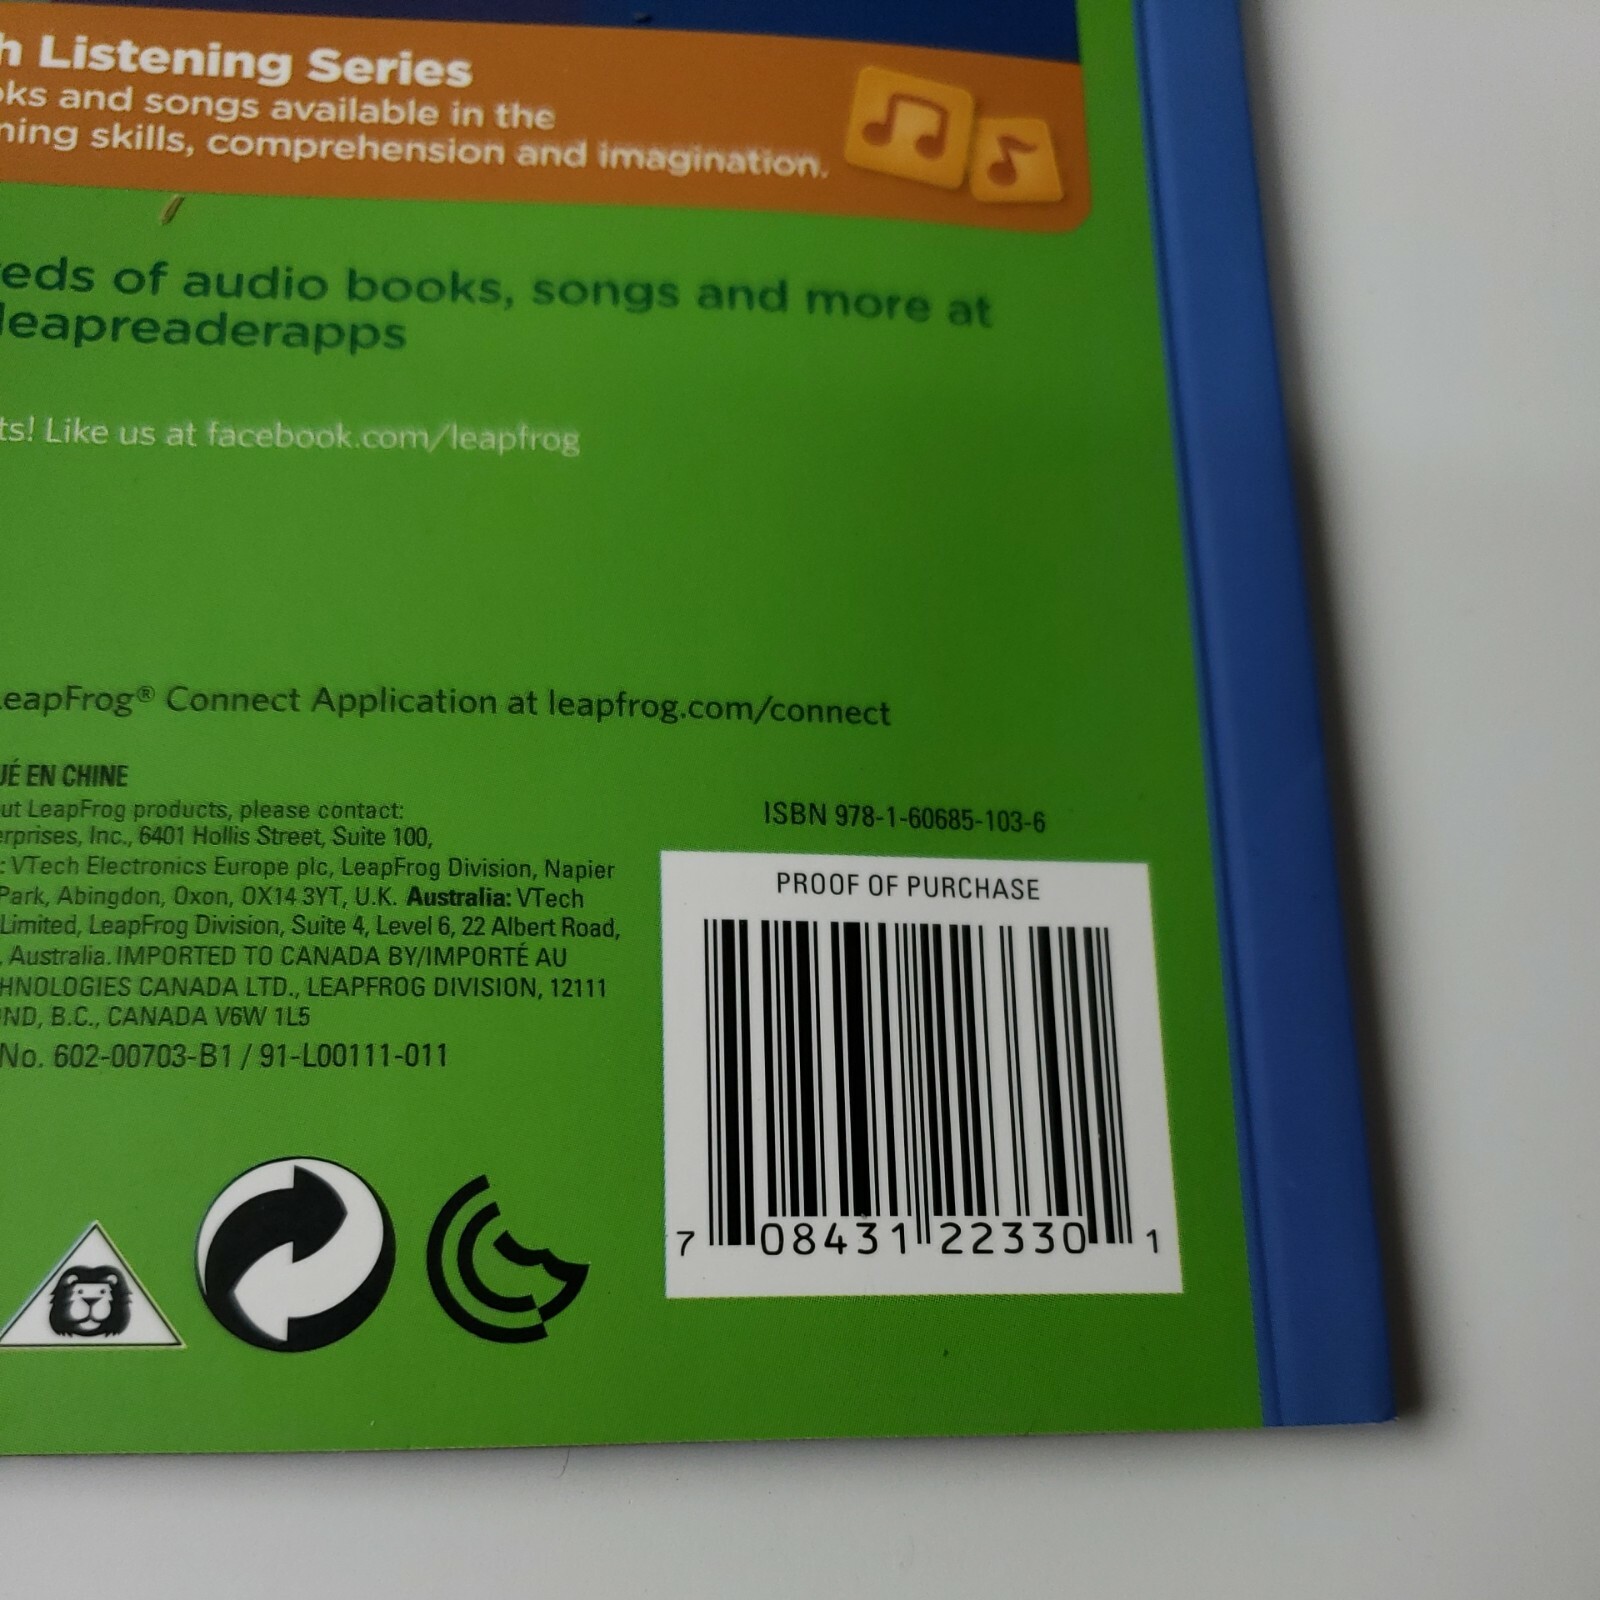 h Listening Series
ks and songs available in the
ning skills, comprehension and imagination.
eds of audio books, songs and more at
leapreaderapps
ts! Like us at facebook.com/leapfrog
eapFrog® Connect Application at leapfrog.com/connect
UÉ EN CHINE
ut LeapFrog products, please contact:
erprises, Inc., 6401 Hollis Street, Suite 100,
: VTech Electronics Europe plc, LeapFrog Division, Napier
Park, Abingdon, Oxon, OX14 3YT, U.K. Australia: VTech
Limited, LeapFrog Division, Suite 4, Level 6, 22 Albert Road,
, Australia. IMPORTED TO CANADA BY/IMPORTÉ AU
HNOLOGIES CANADA LTD., LEAPFROG DIVISION, 12111
ND, B.C., CANADA V6W 1L5
No. 602-00703-B1 / 91-L00111-011
ISBN 978-1-60685-103-6
PROOF OF PURCHASE
7 08431 22330 1